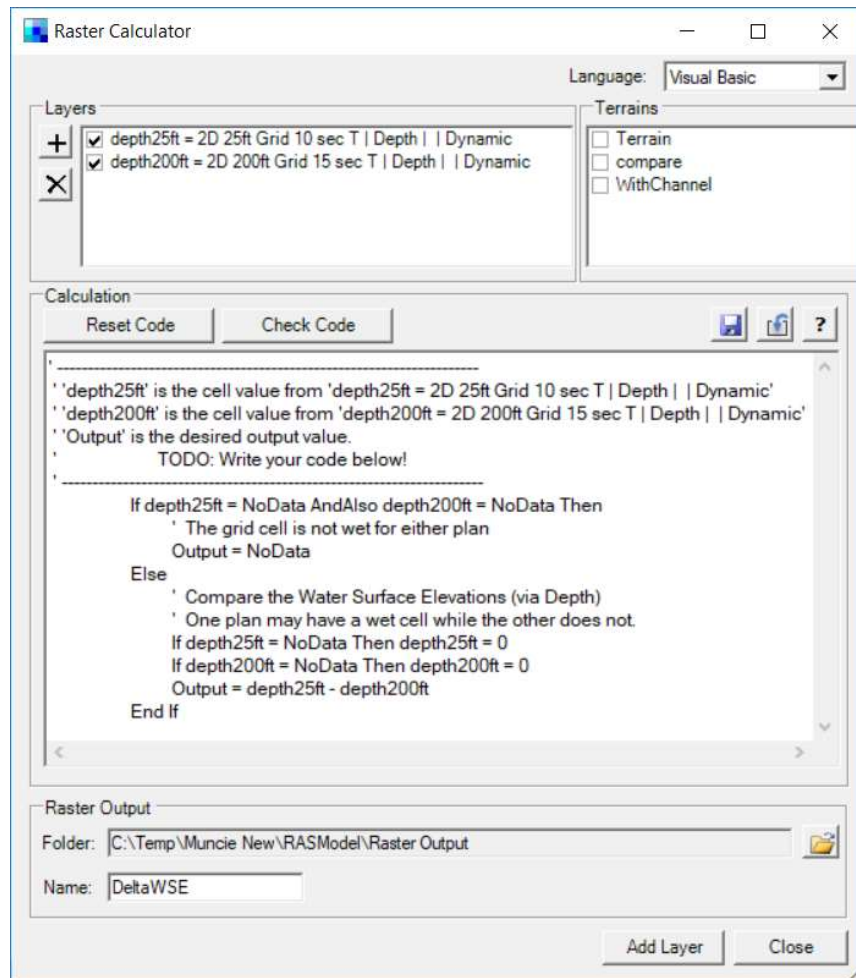 Raster Calculator
Language: Visual Basic
Layers
depth25ft = 2D 25ft Grid 10 sec T | Depth | | Dynamic
depth200ft = 2D 200ft Grid 15 sec T | Depth | | Dynamic
Terrains
Terrain
compare
WithChannel
Calculation
Reset Code Check Code ?
' ----------------------------------------------------------------------
' 'depth25ft' is the cell value from 'depth25ft = 2D 25ft Grid 10 sec T | Depth | | Dynamic'
' 'depth200ft' is the cell value from 'depth200ft = 2D 200ft Grid 15 sec T | Depth | | Dynamic'
' 'Output' is the desired output value.
' TODO: Write your code below!
' ----------------------------------------------------------------------
If depth25ft = NoData AndAlso depth200ft = NoData Then
' The grid cell is not wet for either plan
Output = NoData
Else
' Compare the Water Surface Elevations (via Depth)
' One plan may have a wet cell while the other does not.
If depth25ft = NoData Then depth25ft = 0
If depth200ft = NoData Then depth200ft = 0
Output = depth25ft - depth200ft
End If
Raster Output
Folder: C:\Temp\Muncie New\RASModel\Raster Output
Name: DeltaWSE
Add Layer Close